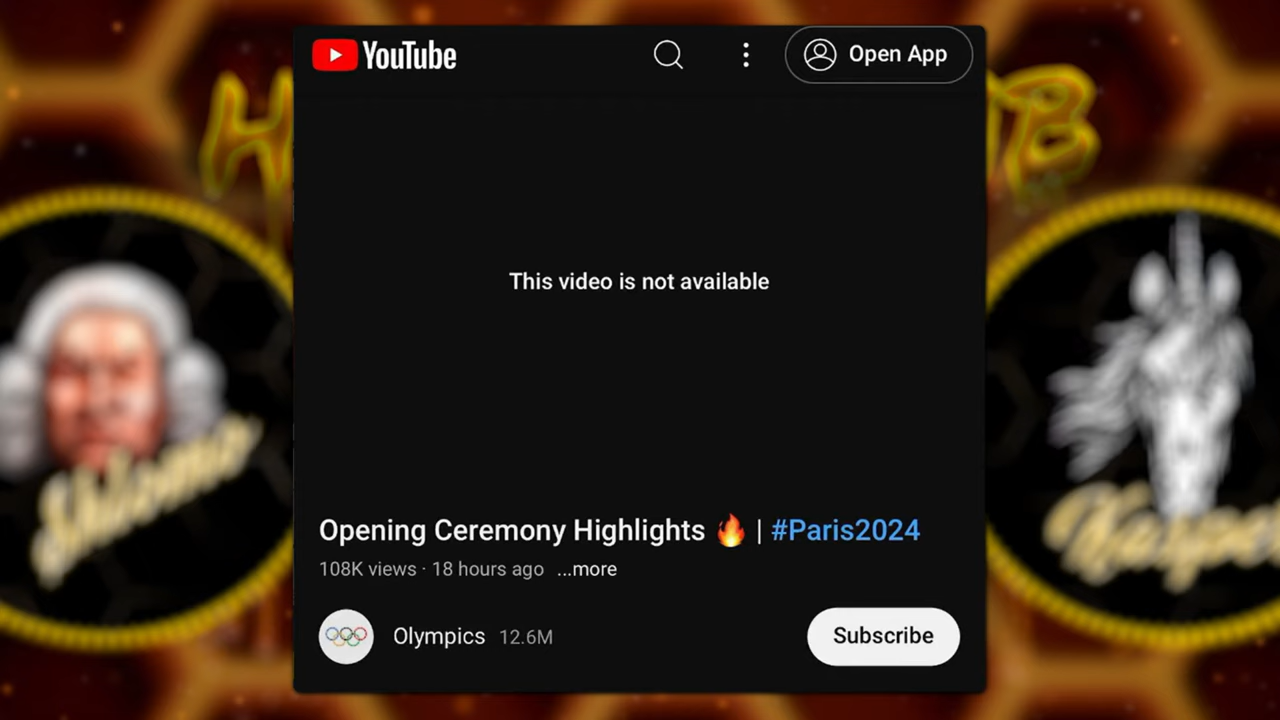 YouTube
Open App
This video is not available
Opening Ceremony Highlights 🔥 | #Paris2024
108K views · 18 hours ago ...more
Olympics 12.6M
Subscribe
Shlomo